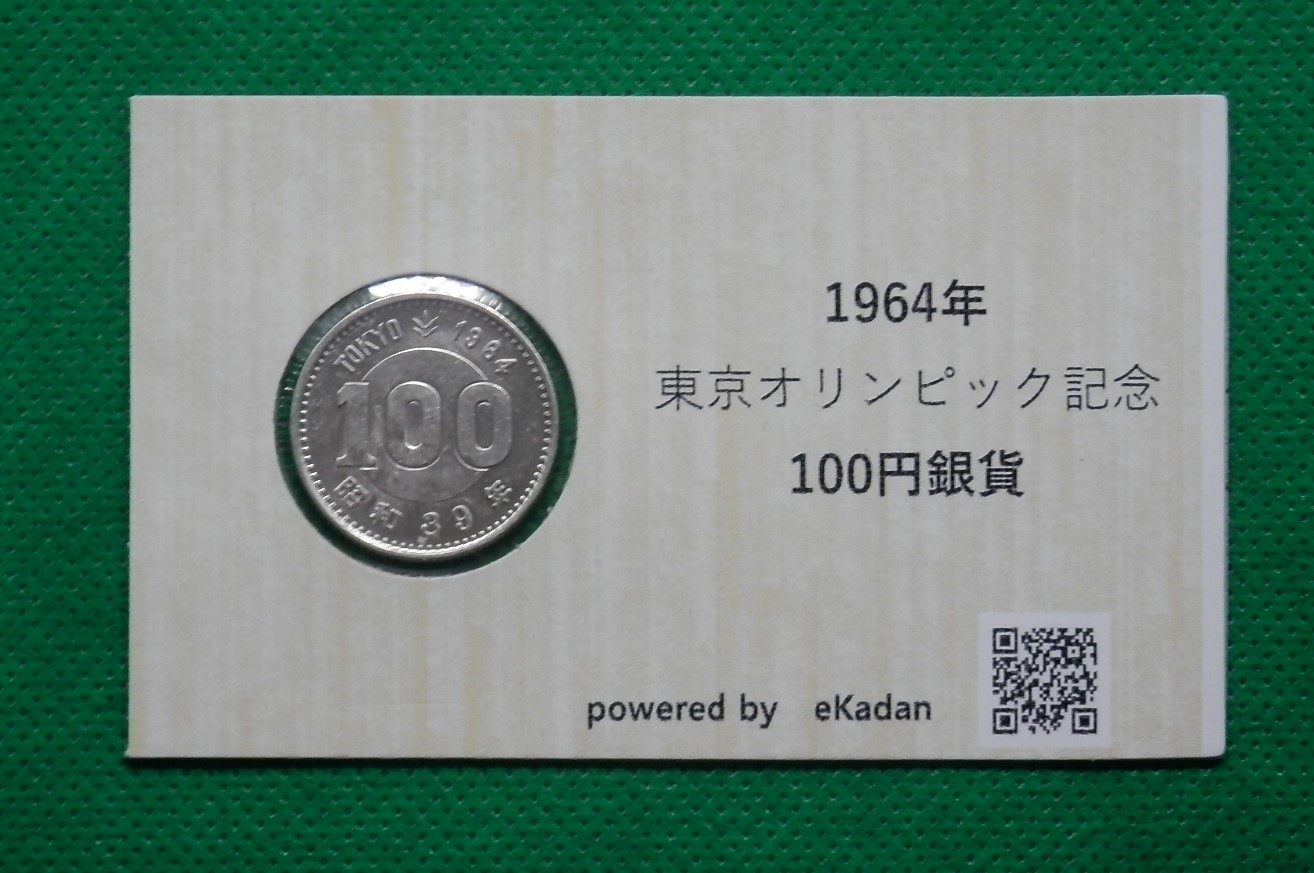 TOKYO 1964
100
昭和39年
1964年
東京オリンピック記念
100円銀貨
powered by eKadan